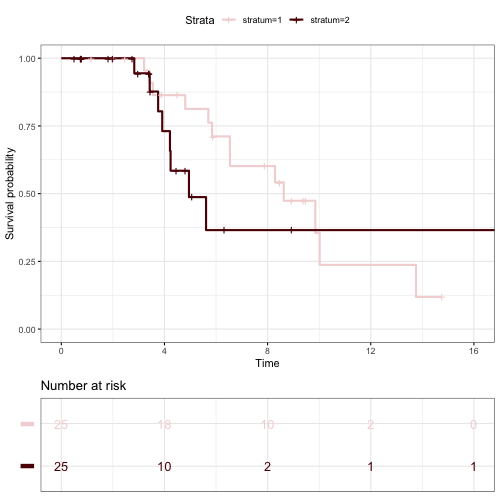 Strata stratum=1 stratum=2
1.00
0.75
0.50
0.25
0.00
Survival probability
0 4 8 12 16
Time
Number at risk
25 18 10 2 0
25 10 2 1 1